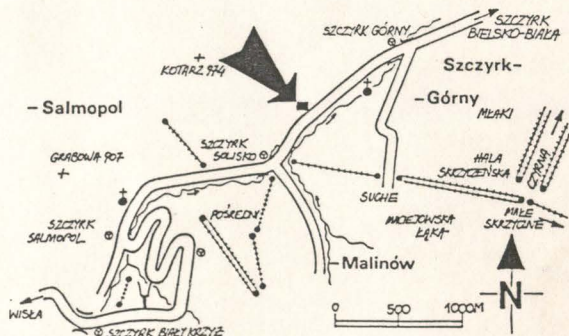 SZCZYRK GÓRNY
SZCZYRK
BIELSKO-BIAŁA
KOTARZ 974
Szczyrk-
-Górny
MŁAKI
-Salmopol
SZCZYRK
SOLISKO
GRABOWA 907
HALA
SKRZYCZEŃSKA
CZYRNA
SUCHE
POŚREDNI
MAŁE
SKRZYCZNE
ŁĄKA
SZCZYRK
SALMOPOL
-Malinów
N
WISŁA
0 500 1000M
SZCZYRK BIAŁY KRZYŻ